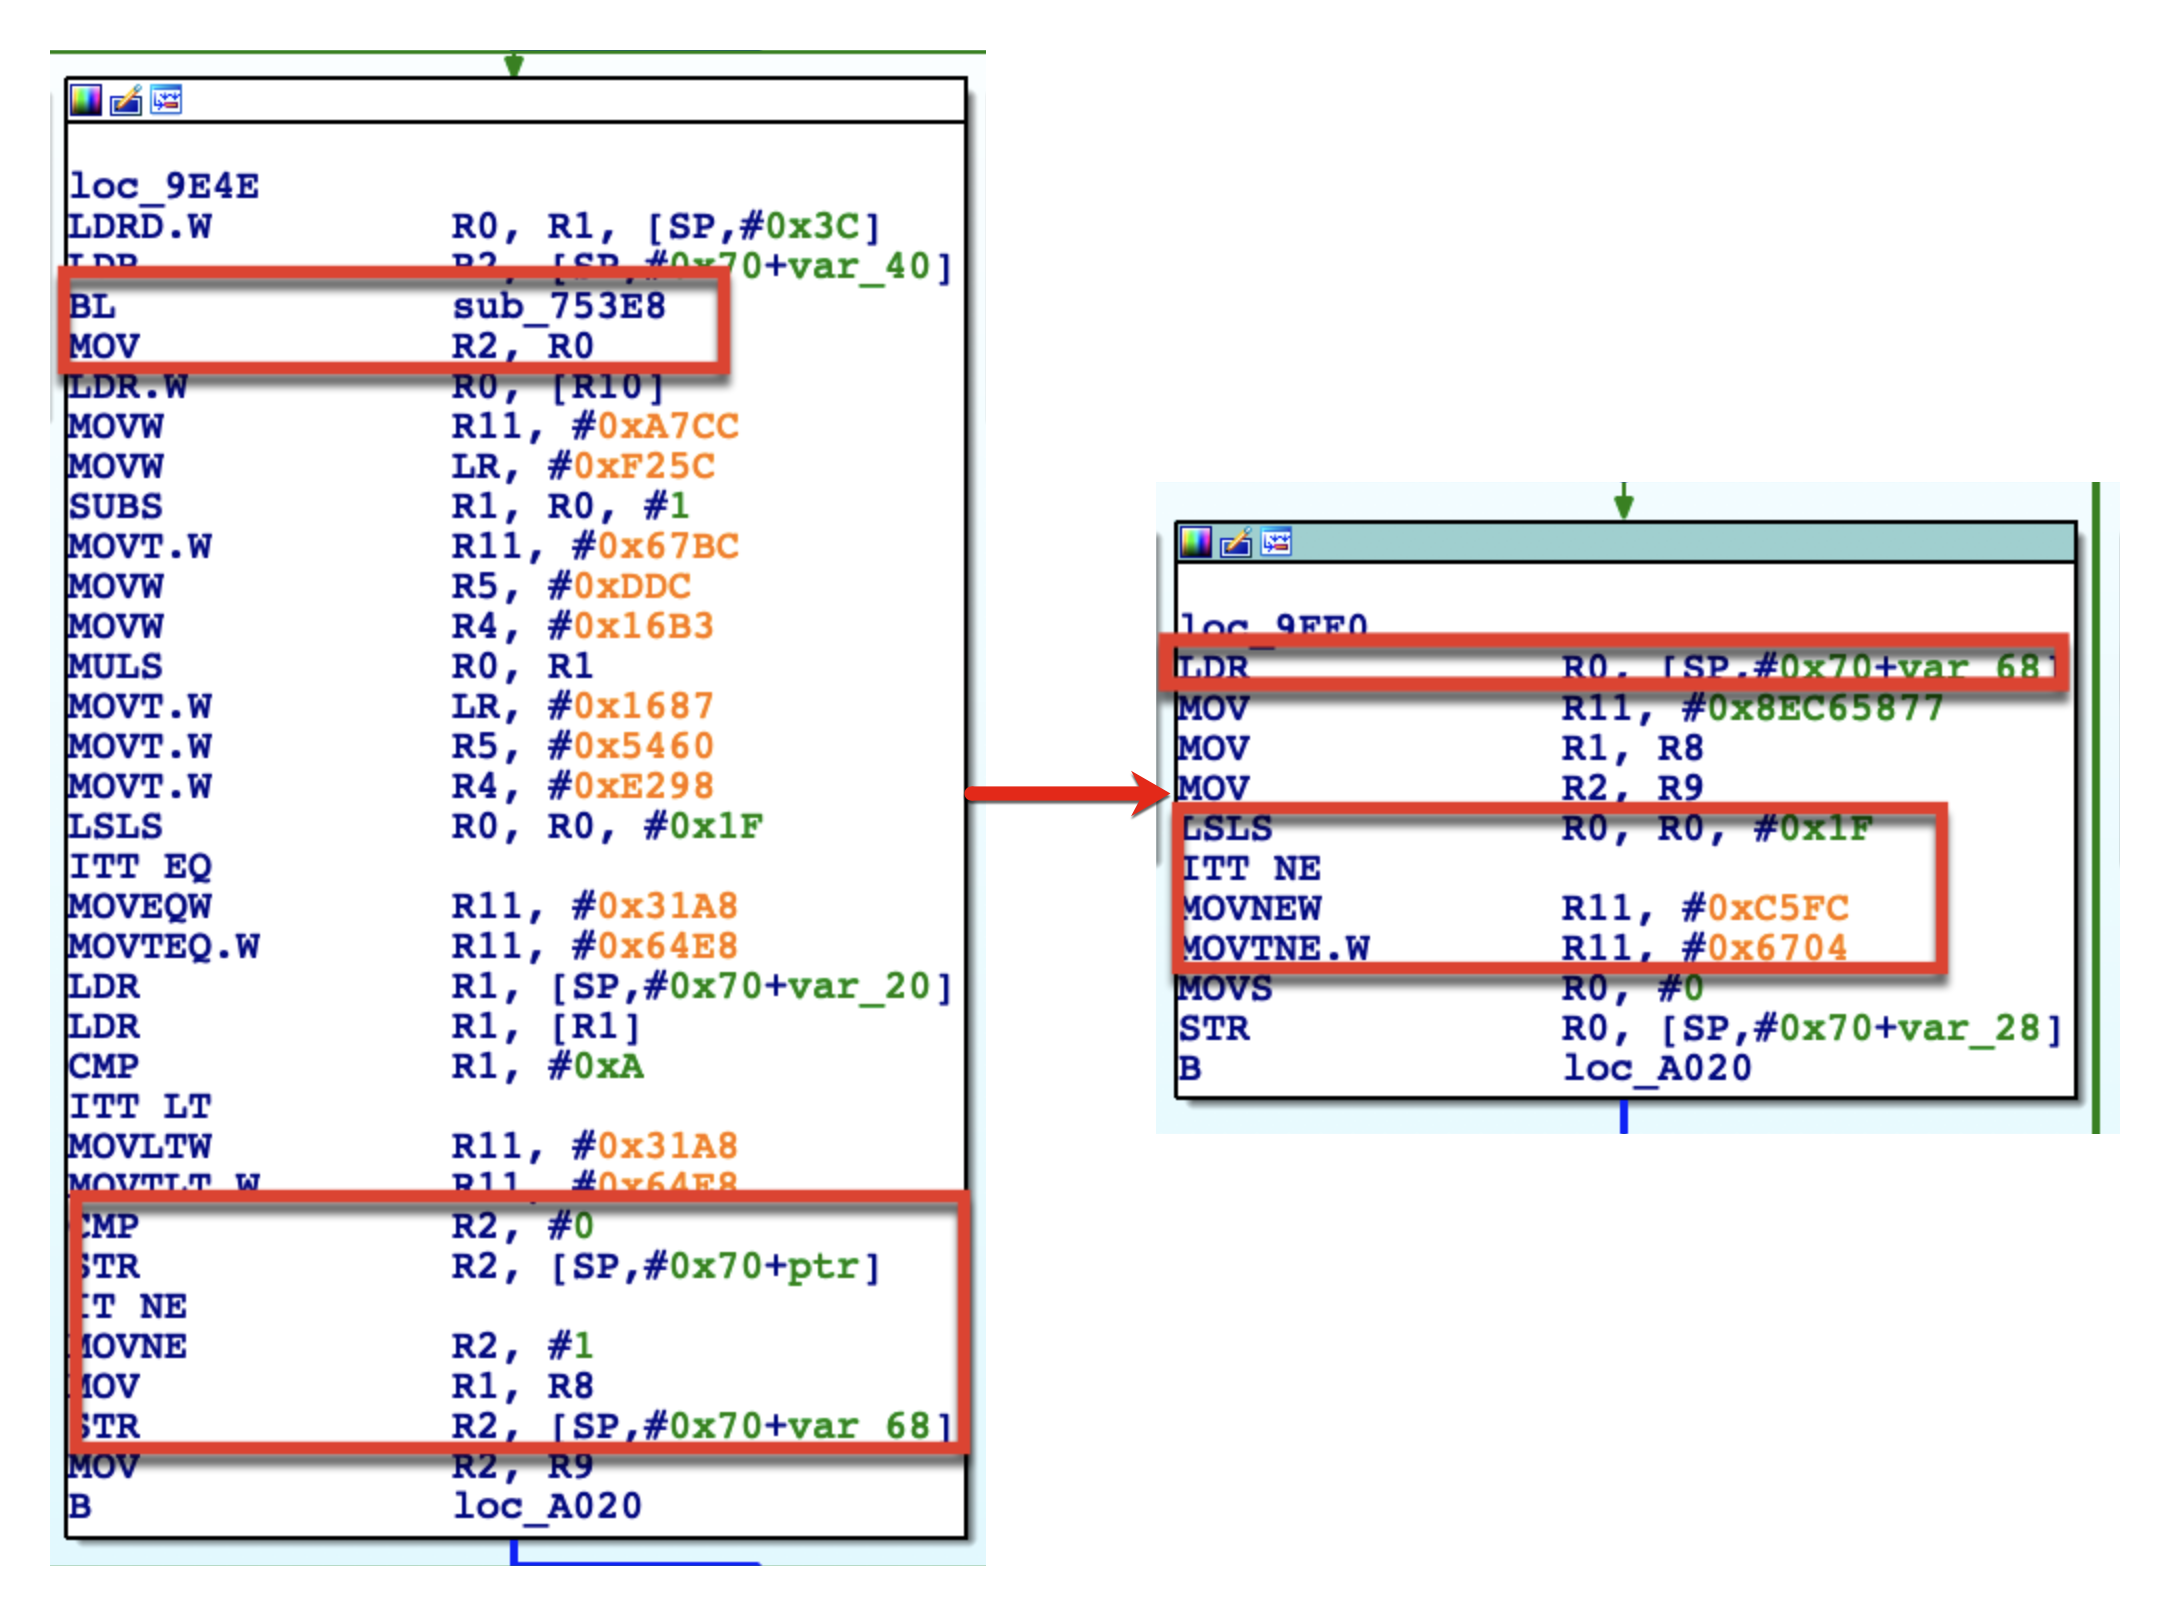 loc_9E4E
LDRD.W R0, R1, [SP,#0x3C]
LDR R2, [SP,#0x70+var_40]
BL sub_753E8
MOV R2, R0
LDR.W R0, [R10]
MOVW R11, #0xA7CC
MOVW LR, #0xF25C
SUBS R1, R0, #1
MOVT.W R11, #0x67BC
MOVW R5, #0xDDC
MOVW R4, #0x16B3
MULS R0, R1
MOVT.W LR, #0x1687
MOVT.W R5, #0x5460
MOVT.W R4, #0xE298
LSLS R0, R0, #0x1F
ITT EQ
MOVEQW R11, #0x31A8
MOVTEQ.W R11, #0x64E8
LDR R1, [SP,#0x70+var_20]
LDR R1, [R1]
CMP R1, #0xA
ITT LT
MOVLTW R11, #0x31A8
MOVTLT.W R11, #0x64E8
CMP R2, #0
STR R2, [SP,#0x70+ptr]
IT NE
MOVNE R2, #1
MOV R1, R8
STR R2, [SP,#0x70+var_68]
MOV R2, R9
B loc_A020
loc_9FF0
LDR R0, [SP,#0x70+var_68]
MOV R11, #0x8EC65877
MOV R1, R8
MOV R2, R9
LSLS R0, R0, #0x1F
ITT NE
MOVNEW R11, #0xC5FC
MOVTNE.W R11, #0x6704
MOVS R0, #0
STR R0, [SP,#0x70+var_28]
B loc_A020